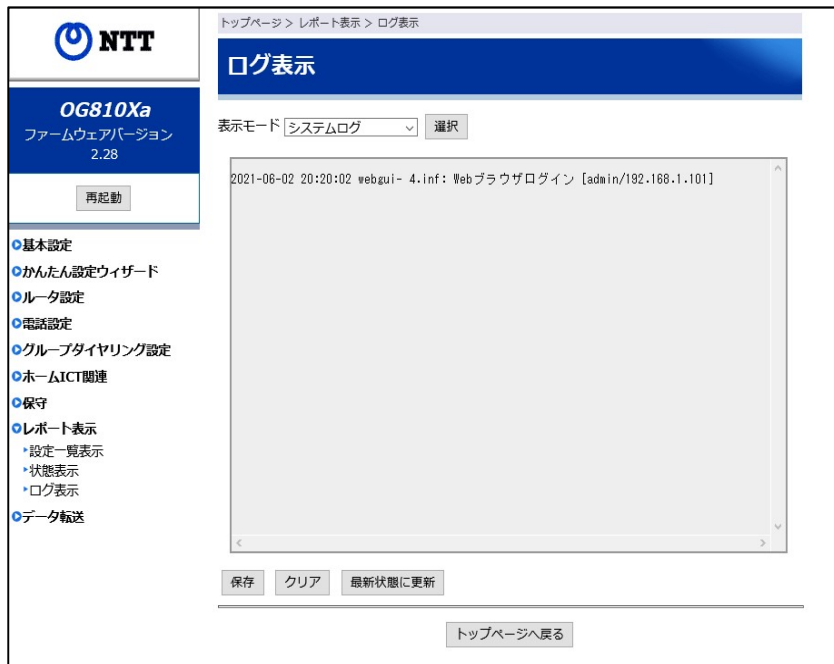 NTT
OG810Xa
ファームウェアバージョン
2.28
再起動
基本設定
かんたん設定ウィザード
ルータ設定
電話設定
グループダイヤリング設定
ホームICT関連
保守
レポート表示
設定一覧表示
状態表示
ログ表示
データ転送
トップページ > レポート表示 > ログ表示
ログ表示
表示モード システムログ 選択
2021-06-02 20:20:02 webgui- 4.inf: Webブラウザログイン [admin/192.168.1.101]
保存 クリア 最新状態に更新
トップページへ戻る